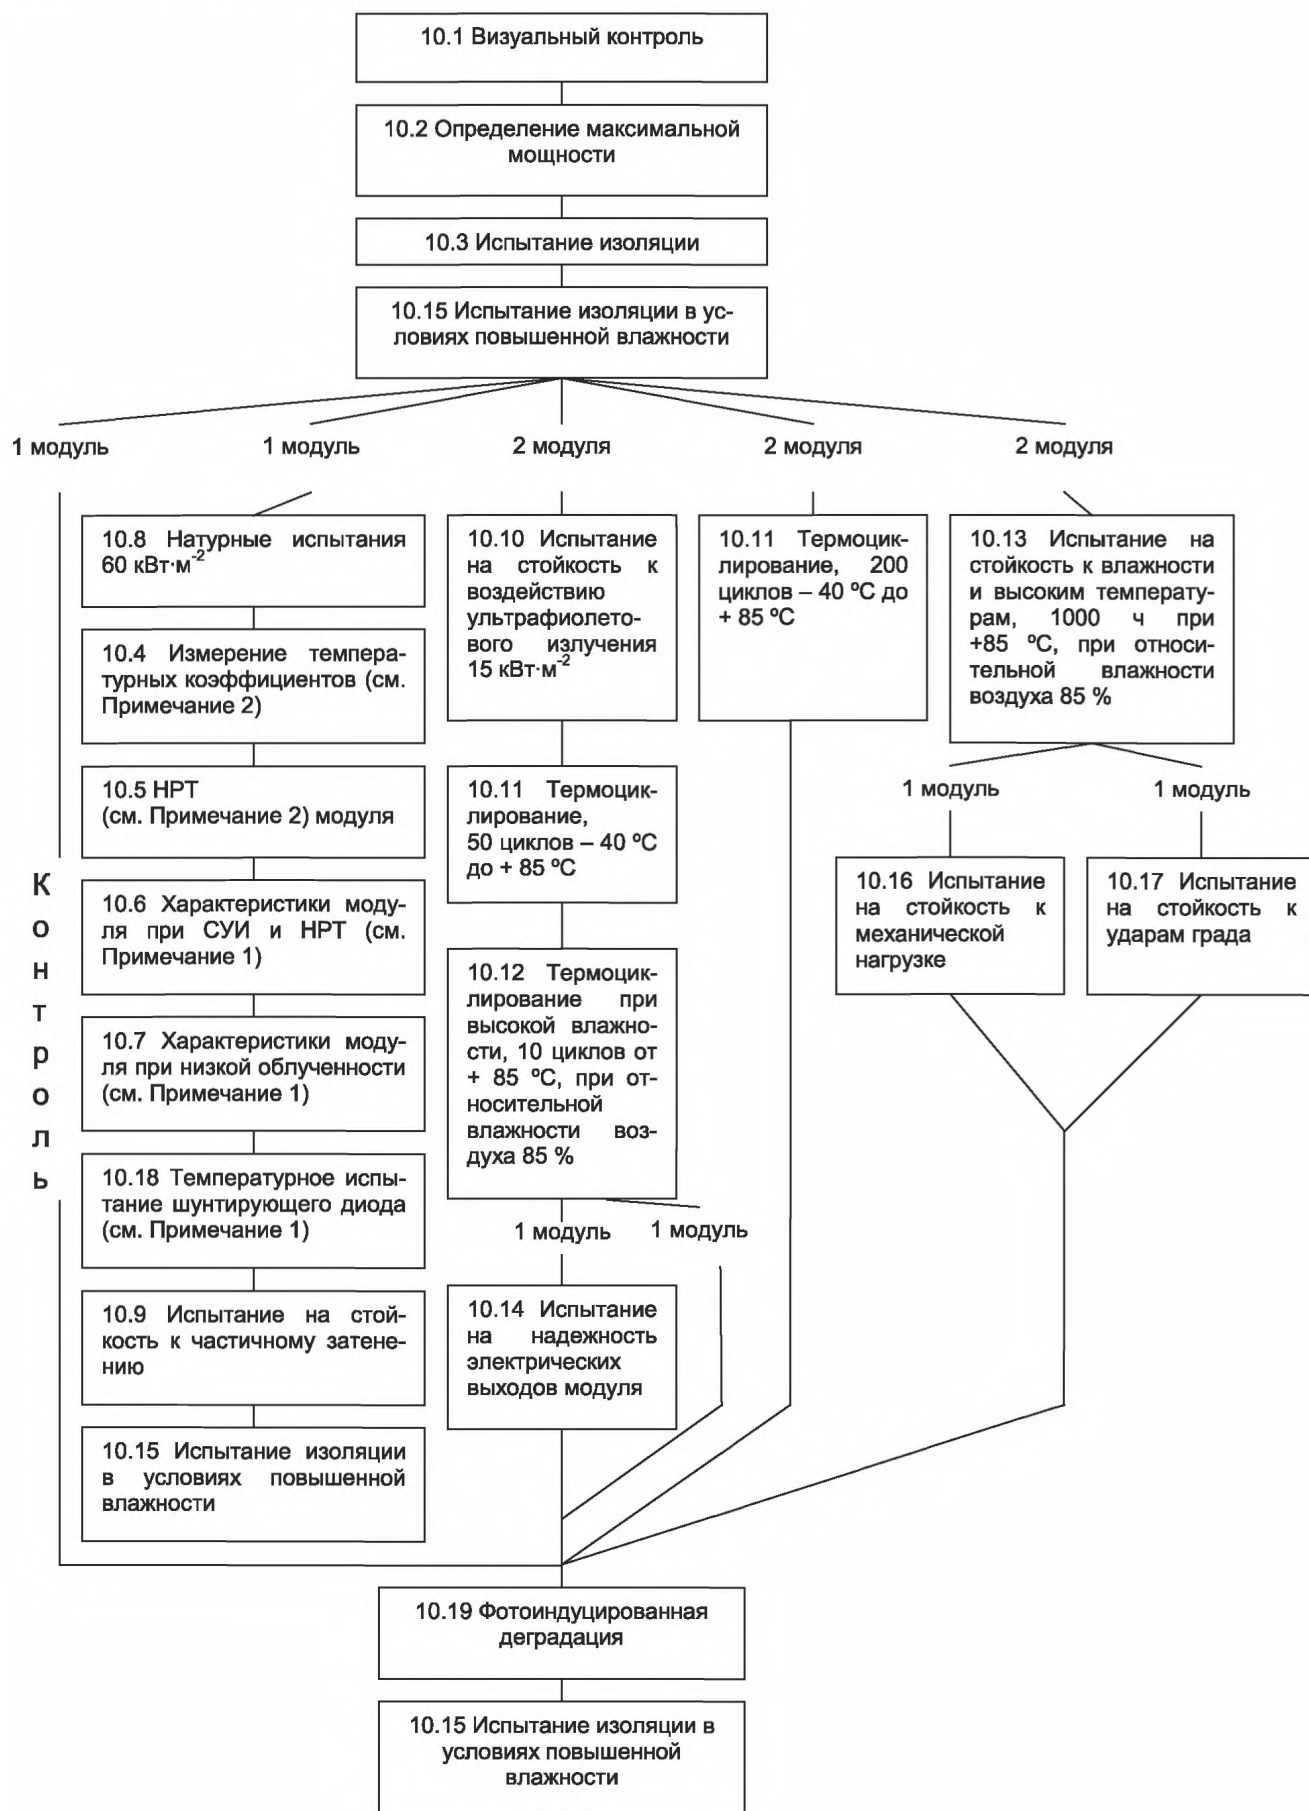 10.1 Визуальный контроль
10.2 Определение максимальной
мощности
10.3 Испытание изоляции
10.15 Испытание изоляции в ус-
ловиях повышенной влажности
1 модуль
1 модуль
2 модуля
2 модуля
2 модуля
Контроль
10.8 Натурные испытания
60 кВт·м⁻²
10.4 Измерение темпера-
турных коэффициентов (см.
Примечание 2)
10.5 НРТ
(см. Примечание 2) модуля
10.6 Характеристики моду-
ля при СУИ и НРТ (см.
Примечание 1)
10.7 Характеристики моду-
ля при низкой облученности
(см. Примечание 1)
10.18 Температурное испы-
тание шунтирующего диода
(см. Примечание 1)
10.9 Испытание на стой-
кость к частичному затене-
нию
10.15 Испытание изоляции
в условиях повышенной
влажности
10.10 Испытание
на стойкость к
воздействию
ультрафиолето-
вого излучения
15 кВт·м⁻²
10.11 Термоцик-
лирование,
50 циклов – 40 ºС
до + 85 ºС
10.12 Термоцик-
лирование при
высокой влажно-
сти, 10 циклов от
+ 85 ºС, при от-
носительной
влажности воз-
духа 85 %
1 модуль
1 модуль
10.14 Испытание
на надежность
электрических
выходов модуля
10.11 Термоцик-
лирование, 200
циклов – 40 ºС до
+ 85 ºС
10.13 Испытание на
стойкость к влажности
и высоким температу-
рам, 1000 ч при
+85 ºС, при относи-
тельной влажности
воздуха 85 %
1 модуль
1 модуль
10.16 Испытание
на стойкость к
механической
нагрузке
10.17 Испытание
на стойкость к
ударам града
10.19 Фотоиндуцированная
деградация
10.15 Испытание изоляции в
условиях повышенной
влажности